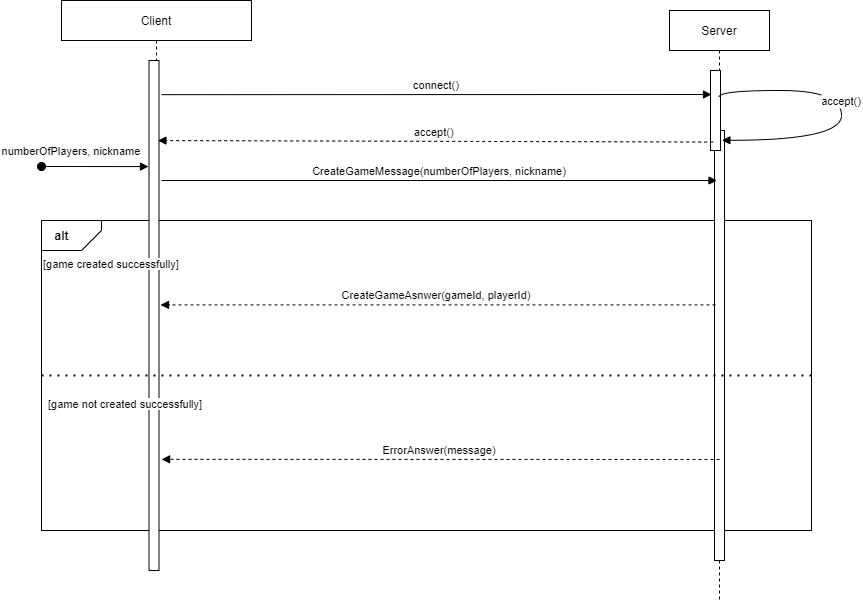 Client
Server
connect()
accept()
accept()
numberOfPlayers, nickname
CreateGameMessage(numberOfPlayers, nickname)
alt
[game created successfully]
CreateGameAsnwer(gameId, playerId)
[game not created successfully]
ErrorAnswer(message)